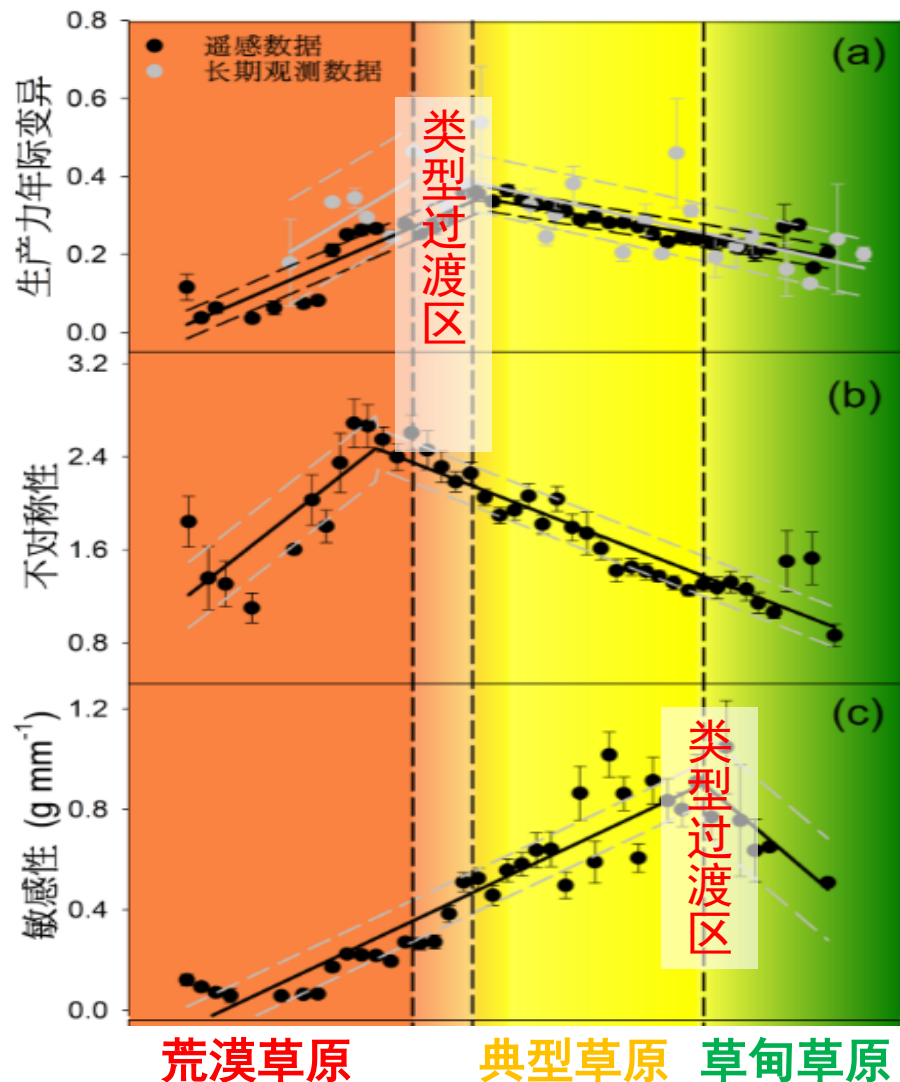 0.8
(a)
遥感数据
长期观测数据
0.6
0.4
0.2
0.0
生产力年际变异
类型过渡区
3.2
(b)
2.4
1.6
0.8
不对称性
1.2
(c)
0.8
0.4
0.0
敏感性 (g mm⁻¹)
类型过渡区
荒漠草原 典型草原 草甸草原